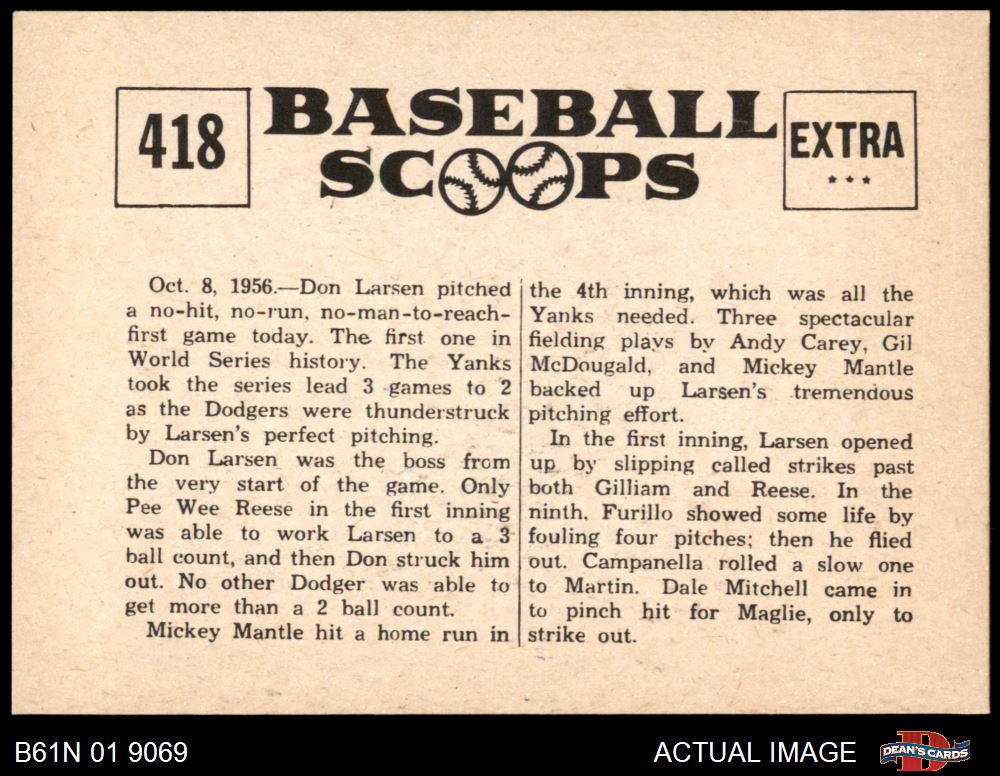 418
BASEBALL
SCOOPS
EXTRA
Oct. 8, 1956.—Don Larsen pitched
a no-hit, no-run, no-man-to-reach-
first game today. The first one in
World Series history. The Yanks
took the series lead 3 games to 2
as the Dodgers were thunderstruck
by Larsen's perfect pitching.
Don Larsen was the boss from
the very start of the game. Only
Pee Wee Reese in the first inning
was able to work Larsen to a 3
ball count, and then Don struck him
out. No other Dodger was able to
get more than a 2 ball count.
Mickey Mantle hit a home run in
the 4th inning, which was all the
Yanks needed. Three spectacular
fielding plays by Andy Carey, Gil
McDougald, and Mickey Mantle
backed up Larsen's tremendous
pitching effort.
In the first inning, Larsen opened
up by slipping called strikes past
both Gilliam and Reese. In the
ninth, Furillo showed some life by
fouling four pitches; then he flied
out. Campanella rolled a slow one
to Martin. Dale Mitchell came in
to pinch hit for Maglie, only to
strike out.
B61N 01 9069
ACTUAL IMAGE
DEAN'S CARDS